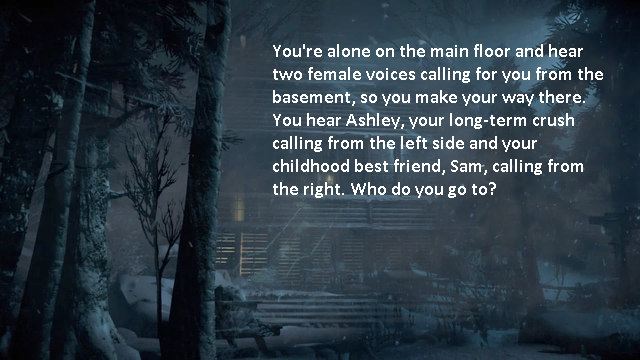 You're alone on the main floor and hear
two female voices calling for you from the
basement, so you make your way there.
You hear Ashley, your long-term crush
calling from the left side and your
childhood best friend, Sam, calling from
the right. Who do you go to?